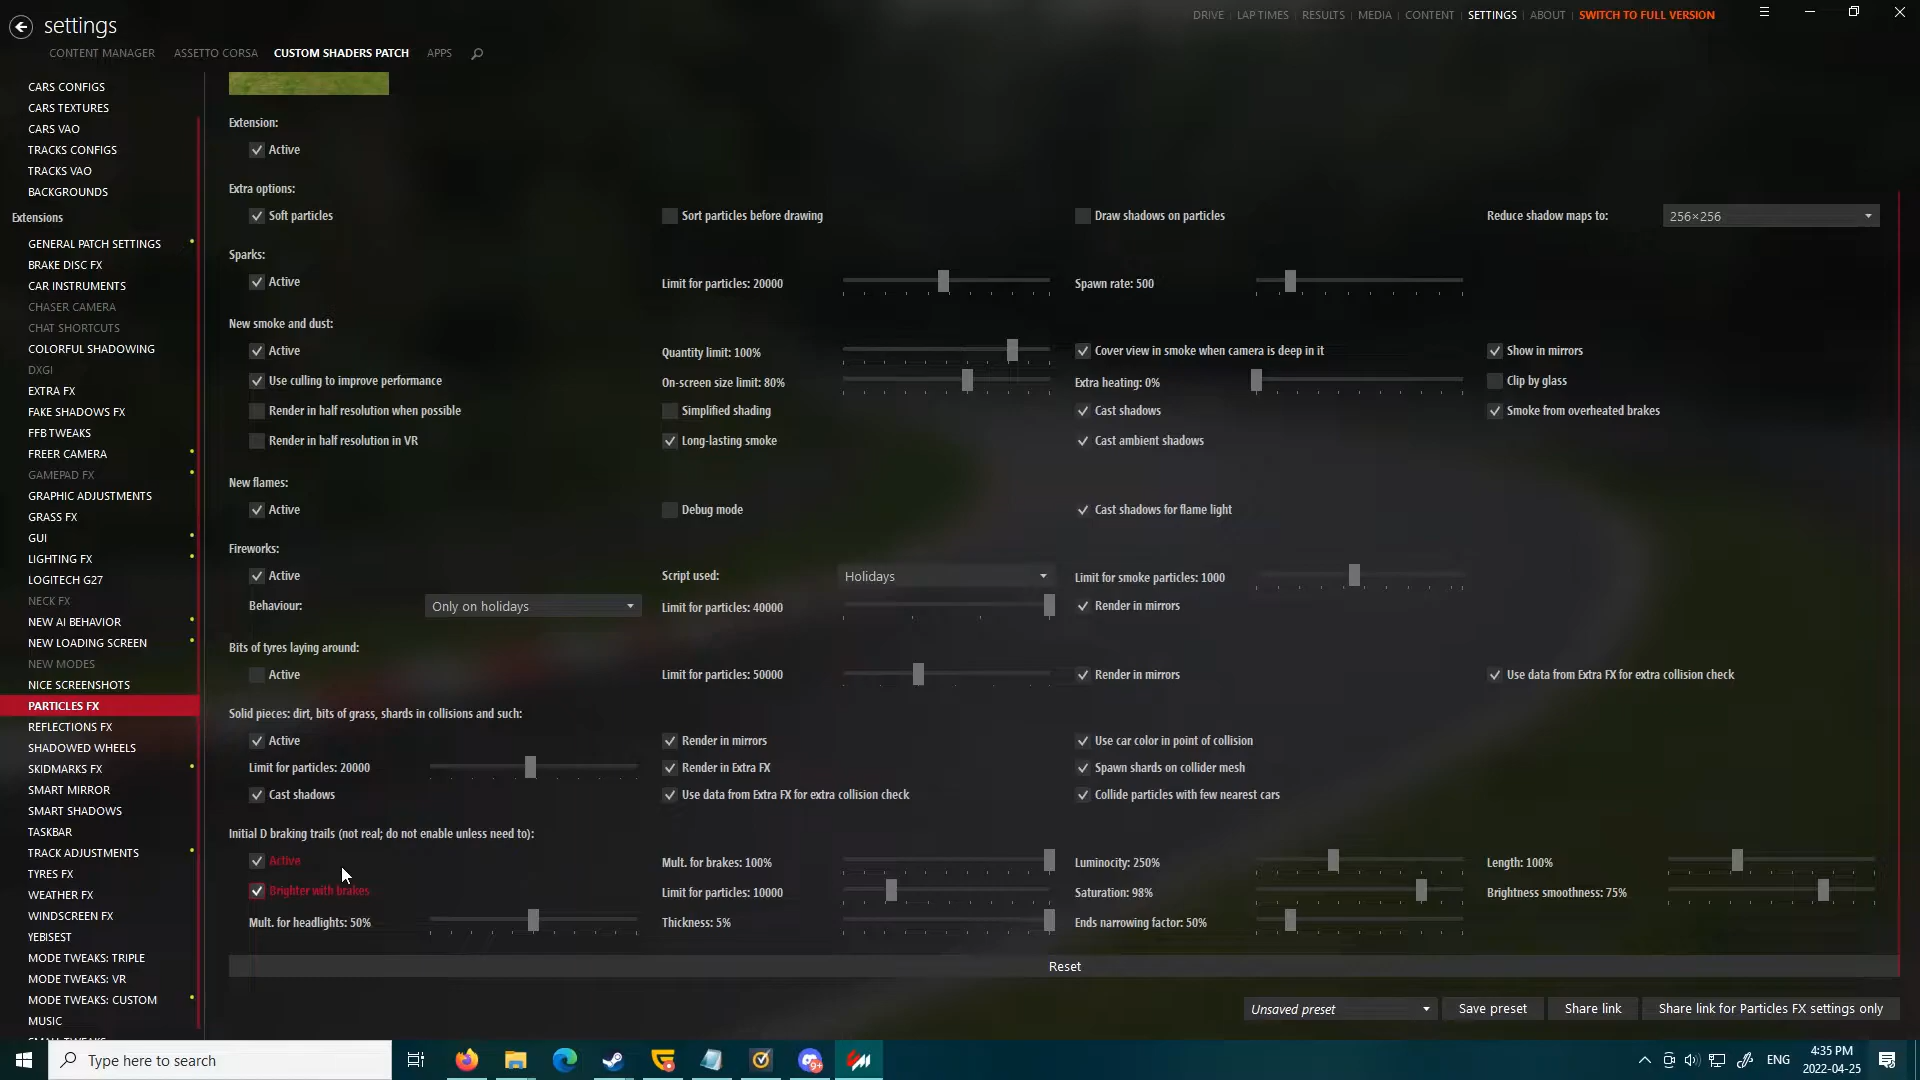 settings
DRIVE LAP TIMES RESULTS MEDIA CONTENT SETTINGS ABOUT SWITCH TO FULL VERSION
CONTENT MANAGER ASSETTO CORSA CUSTOM SHADERS PATCH APPS
CARS CONFIGS
CARS TEXTURES
CARS VAO
TRACKS CONFIGS
TRACKS VAO
BACKGROUNDS
Extensions
GENERAL PATCH SETTINGS
BRAKE DISC FX
CAR INSTRUMENTS
CHASER CAMERA
CHAT SHORTCUTS
COLORFUL SHADOWING
DXGI
EXTRA FX
FAKE SHADOWS FX
FFB TWEAKS
FREER CAMERA
GAMEPAD FX
GRAPHIC ADJUSTMENTS
GRASS FX
GUI
LIGHTING FX
LOGITECH G27
NECK FX
NEW AI BEHAVIOR
NEW LOADING SCREEN
NEW MODES
NICE SCREENSHOTS
PARTICLES FX
REFLECTIONS FX
SHADOWED WHEELS
SKIDMARKS FX
SMART MIRROR
SMART SHADOWS
TASKBAR
TRACK ADJUSTMENTS
TYRES FX
WEATHER FX
WINDSCREEN FX
YEBISEST
MODE TWEAKS: TRIPLE
MODE TWEAKS: VR
MODE TWEAKS: CUSTOM
MUSIC
Extension:
Active
Extra options:
Soft particles Sort particles before drawing Draw shadows on particles Reduce shadow maps to: 256×256
Sparks:
Active Limit for particles: 20000 Spawn rate: 500
New smoke and dust:
Active Quantity limit: 100% Cover view in smoke when camera is deep in it Show in mirrors
Use culling to improve performance On-screen size limit: 80% Extra heating: 0% Clip by glass
Render in half resolution when possible Simplified shading Cast shadows Smoke from overheated brakes
Render in half resolution in VR Long-lasting smoke Cast ambient shadows
New flames:
Active Debug mode Cast shadows for flame light
Fireworks:
Active Script used: Holidays Limit for smoke particles: 1000
Behaviour: Only on holidays Limit for particles: 40000 Render in mirrors
Bits of tyres laying around:
Active Limit for particles: 50000 Render in mirrors Use data from Extra FX for extra collision check
Solid pieces: dirt, bits of grass, shards in collisions and such:
Active Render in mirrors Use car color in point of collision
Limit for particles: 20000 Render in Extra FX Spawn shards on collider mesh
Cast shadows Use data from Extra FX for extra collision check Collide particles with few nearest cars
Initial D braking trails (not real; do not enable unless need to):
Active Mult. for brakes: 100% Luminocity: 250% Length: 100%
Brighter with brakes Limit for particles: 10000 Saturation: 98% Brightness smoothness: 75%
Mult. for headlights: 50% Thickness: 5% Ends narrowing factor: 50%
Reset
Unsaved preset Save preset Share link Share link for Particles FX settings only
Type here to search
9+
ENG
4:35 PM
2022-04-25